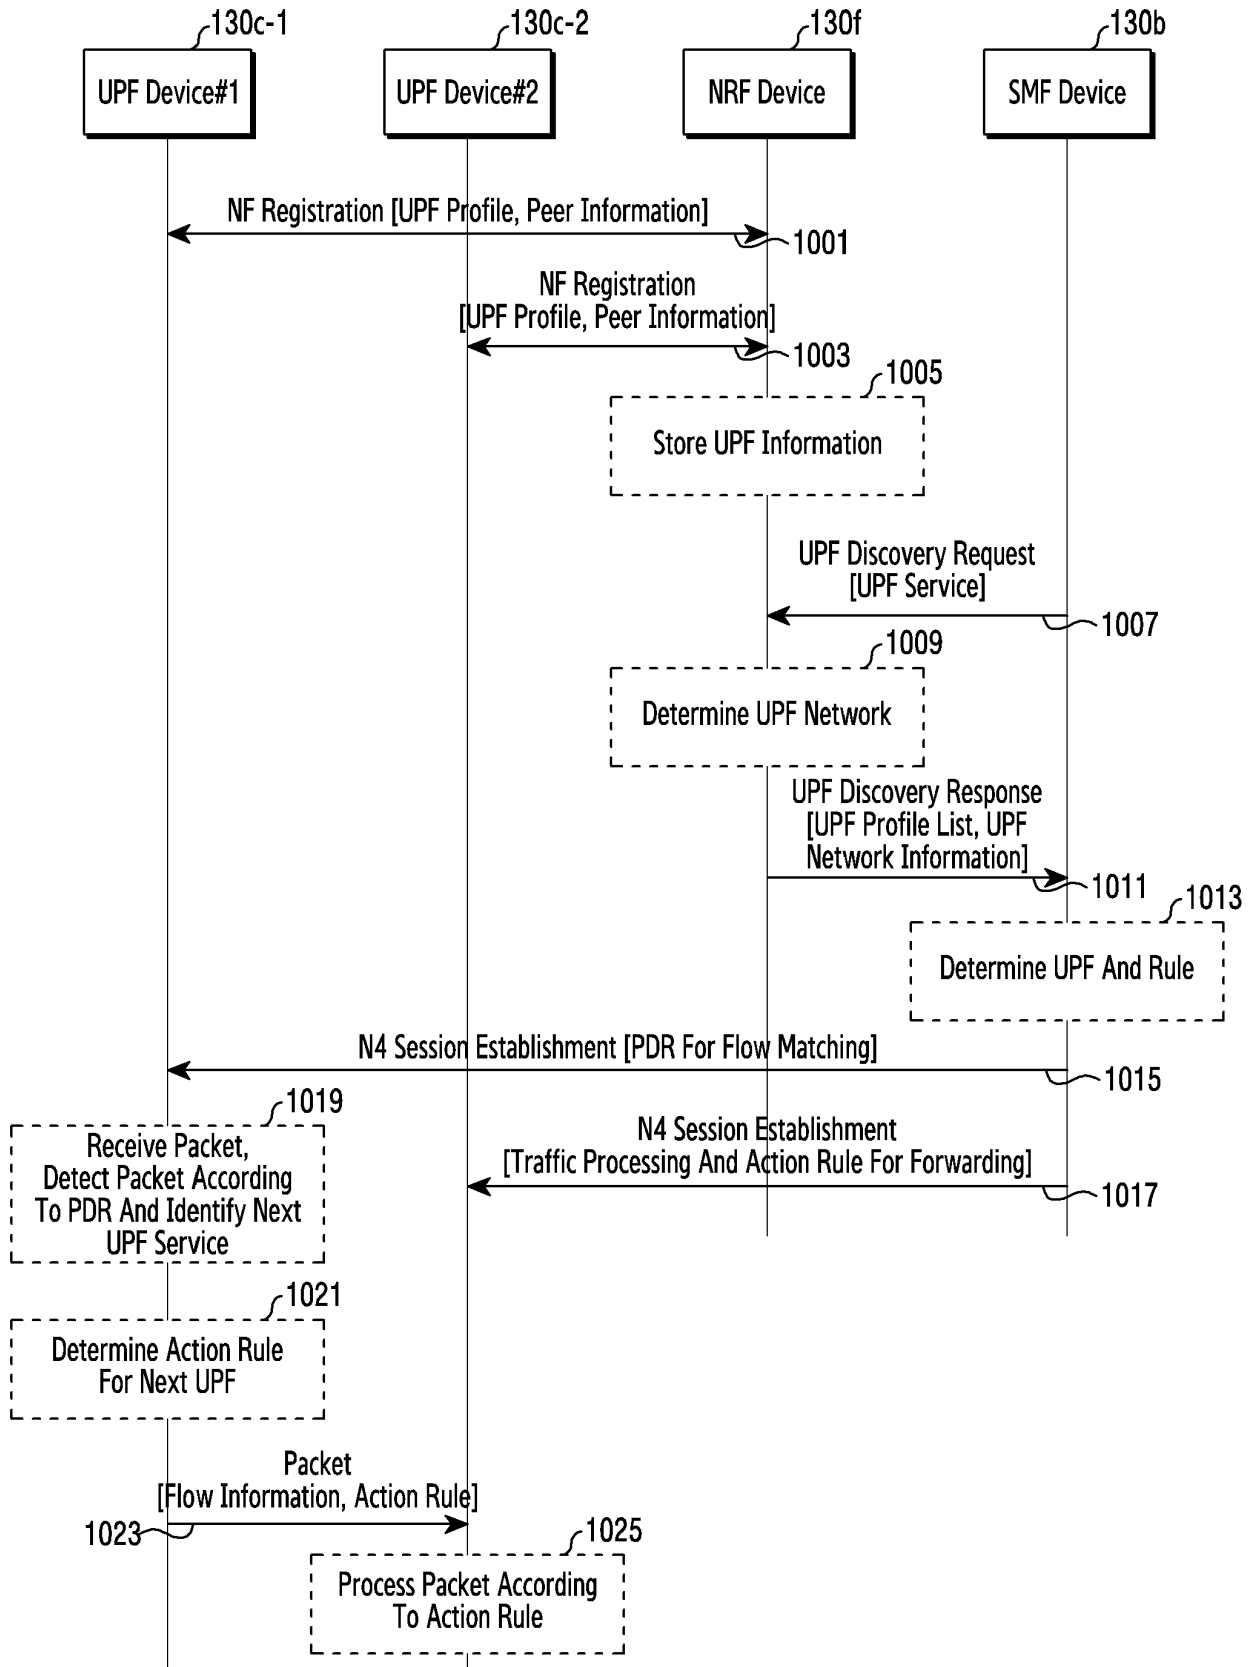 130c-1
130c-2
130f
130b
UPF Device#1
UPF Device#2
NRF Device
SMF Device
NF Registration [UPF Profile, Peer Information]
1001
NF Registration
[UPF Profile, Peer Information]
1003
1005
Store UPF Information
UPF Discovery Request
[UPF Service]
1007
1009
Determine UPF Network
UPF Discovery Response
[UPF Profile List, UPF
Network Information]
1011
1013
Determine UPF And Rule
N4 Session Establishment [PDR For Flow Matching]
1015
1019
Receive Packet,
Detect Packet According
To PDR And Identify Next
UPF Service
N4 Session Establishment
[Traffic Processing And Action Rule For Forwarding]
1017
1021
Determine Action Rule
For Next UPF
Packet
[Flow Information, Action Rule]
1023
1025
Process Packet According
To Action Rule